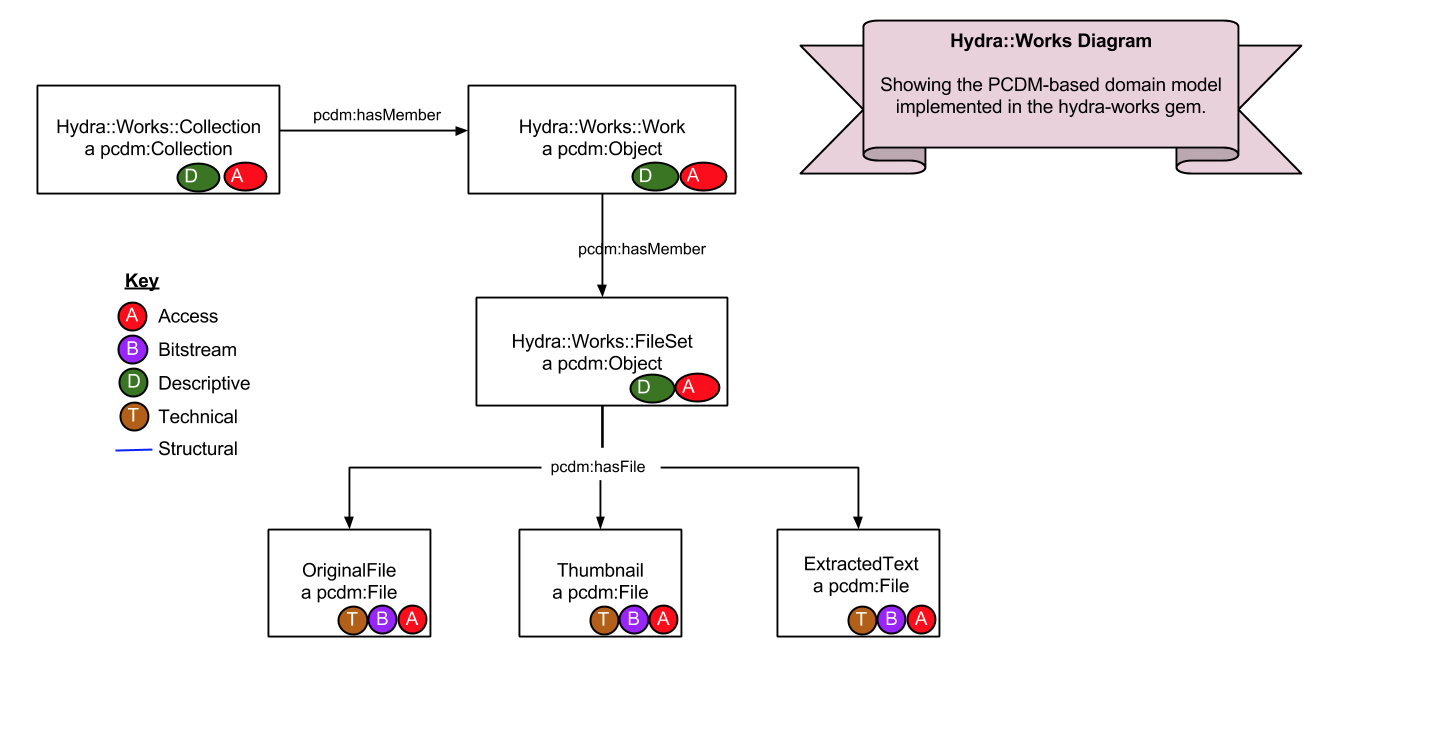 Hydra::Works Diagram
Showing the PCDM-based domain model
implemented in the hydra-works gem.
Hydra::Works::Collection
a pcdm:Collection
D A
pcdm:hasMember
Hydra::Works::Work
a pcdm:Object
D A
pcdm:hasMember
Key
A Access
B Bitstream
D Descriptive
T Technical
Structural
Hydra::Works::FileSet
a pcdm:Object
D A
pcdm:hasFile
OriginalFile
a pcdm:File
T B A
Thumbnail
a pcdm:File
T B A
ExtractedText
a pcdm:File
T B A